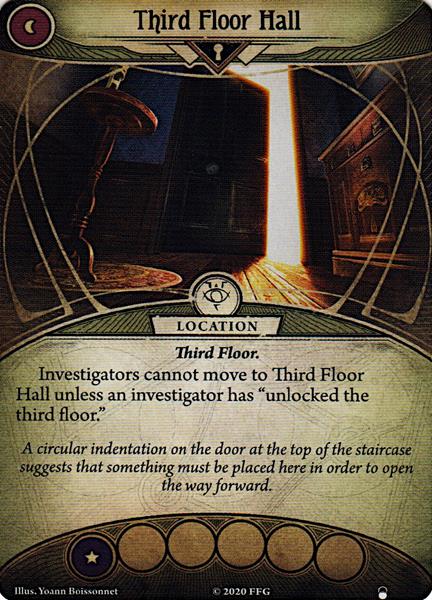 Third Floor Hall
LOCATION
Third Floor.
Investigators cannot move to Third Floor
Hall unless an investigator has “unlocked the
third floor.”
A circular indentation on the door at the top of the staircase
suggests that something must be placed here in order to open
the way forward.
Illus. Yoann Boissonnet
© 2020 FFG